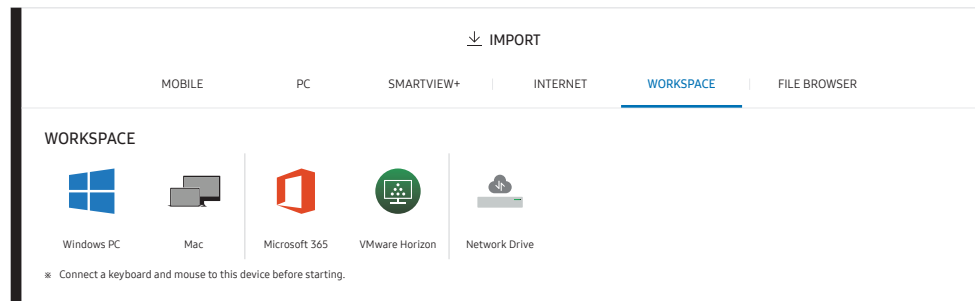 IMPORT
MOBILE PC SMARTVIEW+ INTERNET WORKSPACE FILE BROWSER
WORKSPACE
Windows PC Mac Microsoft 365 VMware Horizon Network Drive
※ Connect a keyboard and mouse to this device before starting.